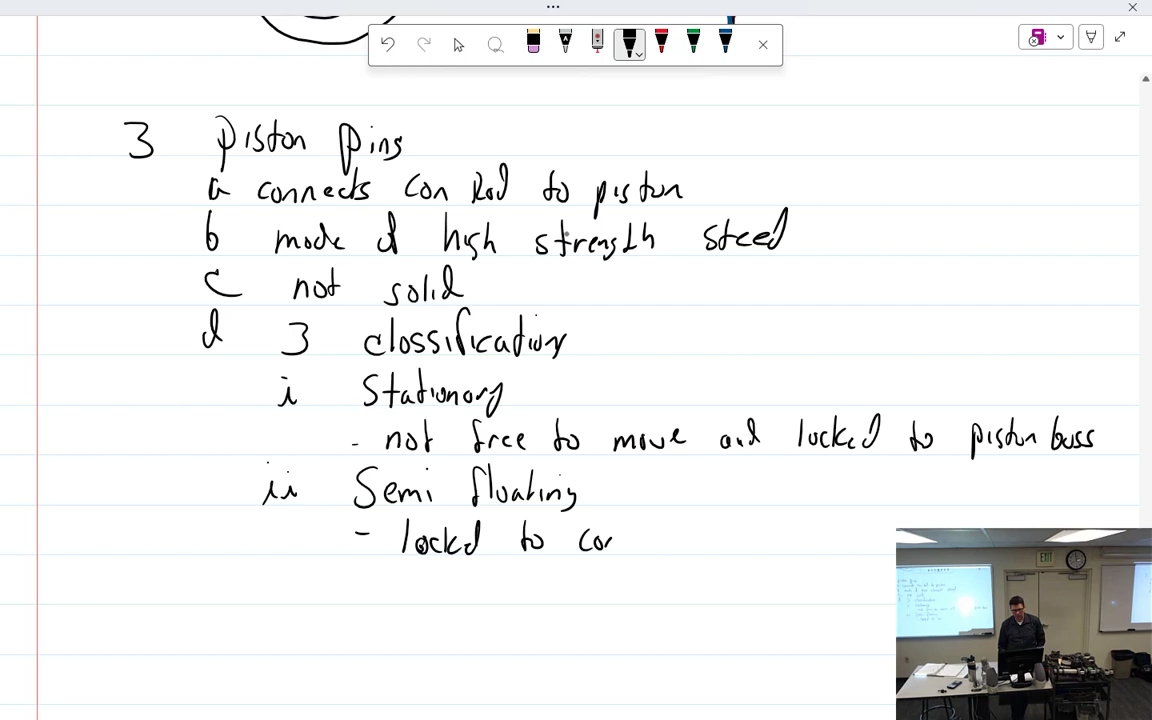 3 piston pins
a connects con Rod to piston
b made of high strength steel
c not solid
d 3 classification
i Stationary
- not free to move and locked to piston boss
ii Semi floating
- locked to con
EXIT